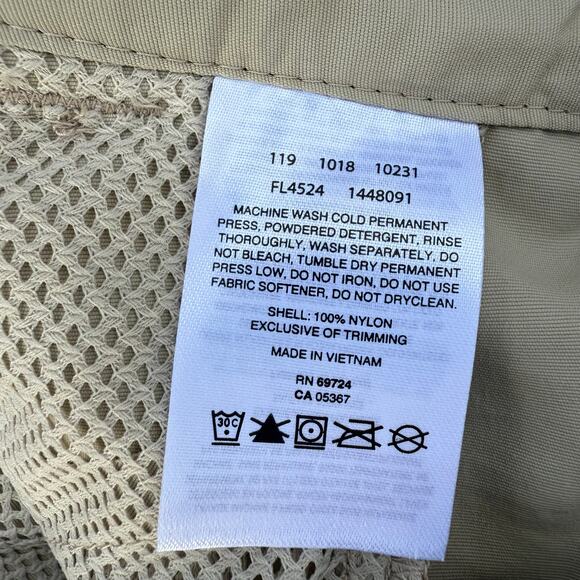 119 1018 10231
FL4524 1448091
MACHINE WASH COLD PERMANENT
PRESS, POWDERED DETERGENT, RINSE
THOROUGHLY, WASH SEPARATELY, DO
NOT BLEACH, TUMBLE DRY PERMANENT
PRESS LOW, DO NOT IRON, DO NOT USE
FABRIC SOFTENER, DO NOT DRYCLEAN.
SHELL: 100% NYLON
EXCLUSIVE OF TRIMMING
MADE IN VIETNAM
RN 69724
CA 05367
30C